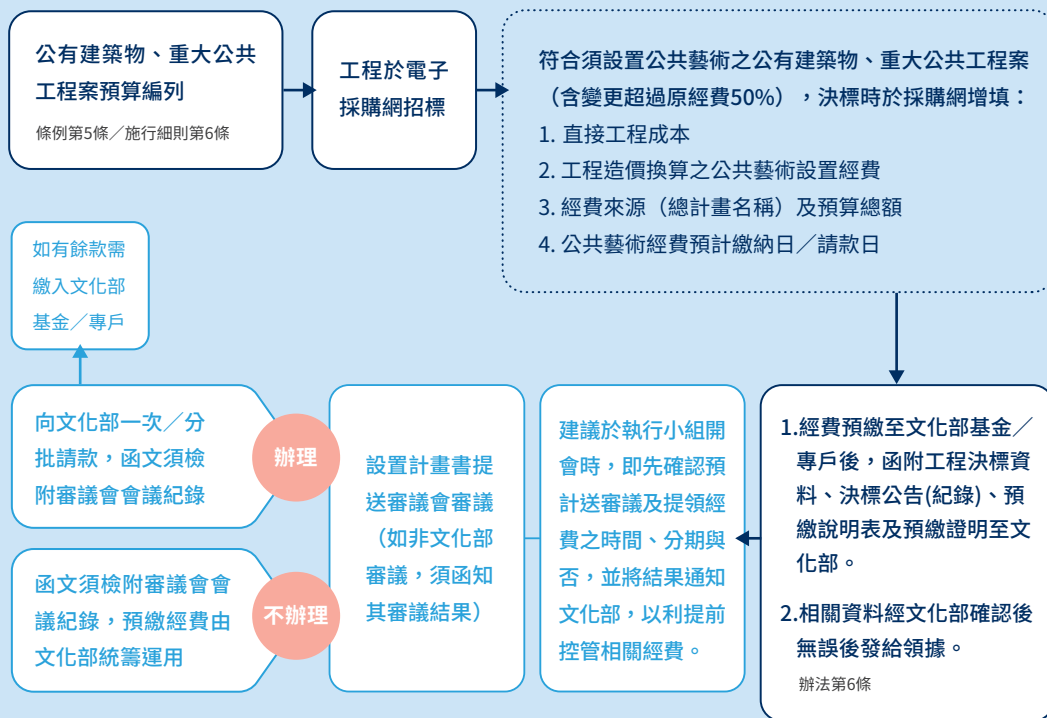 公有建築物、重大公共
工程案預算編列
條例第5條／施行細則第6條
工程於電子
採購網招標
符合須設置公共藝術之公有建築物、重大公共工程案
（含變更超過原經費50%），決標時於採購網增填：
1. 直接工程成本
2. 工程造價換算之公共藝術設置經費
3. 經費來源（總計畫名稱）及預算總額
4. 公共藝術經費預計繳納日／請款日
1.經費預繳至文化部基金／
專戶後，函附工程決標資
料、決標公告(紀錄)、預
繳說明表及預繳證明至文
化部。
2.相關資料經文化部確認後
無誤後發給領據。
辦法第6條
建議於執行小組開
會時，即先確認預
計送審議及提領經
費之時間、分期與
否，並將結果通知
文化部，以利提前
控管相關經費。
設置計畫書提
送審議會審議
（如非文化部
審議，須函知
其審議結果）
辦理
向文化部一次／分
批請款，函文須檢
附審議會會議紀錄
如有餘款需
繳入文化部
基金／專戶
不辦理
函文須檢附審議會會
議紀錄，預繳經費由
文化部統籌運用